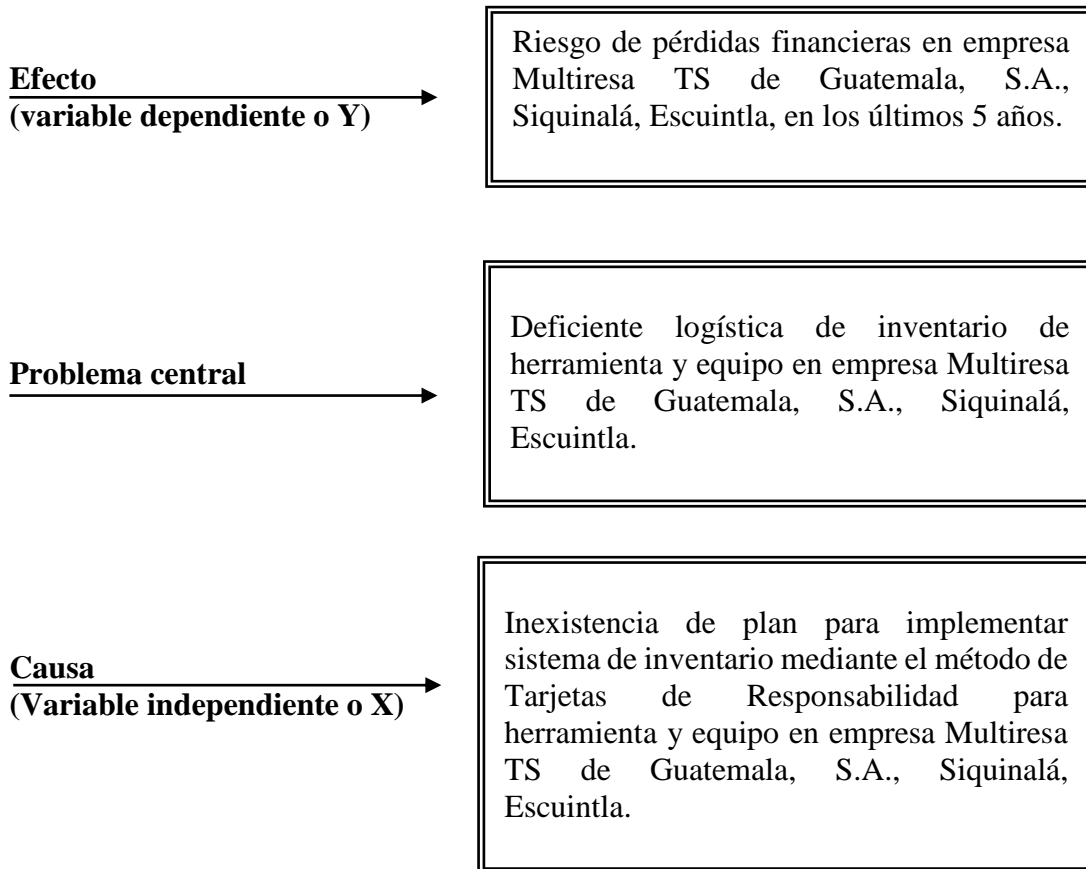 Efecto
(variable dependiente o Y)
Riesgo de pérdidas financieras en empresa
Multiresa TS de Guatemala, S.A.,
Siquinalá, Escuintla, en los últimos 5 años.
Problema central
Deficiente logística de inventario de
herramienta y equipo en empresa Multiresa
TS de Guatemala, S.A., Siquinalá,
Escuintla.
Causa
(Variable independiente o X)
Inexistencia de plan para implementar
sistema de inventario mediante el método de
Tarjetas de Responsabilidad para
herramienta y equipo en empresa Multiresa
TS de Guatemala, S.A., Siquinalá,
Escuintla.